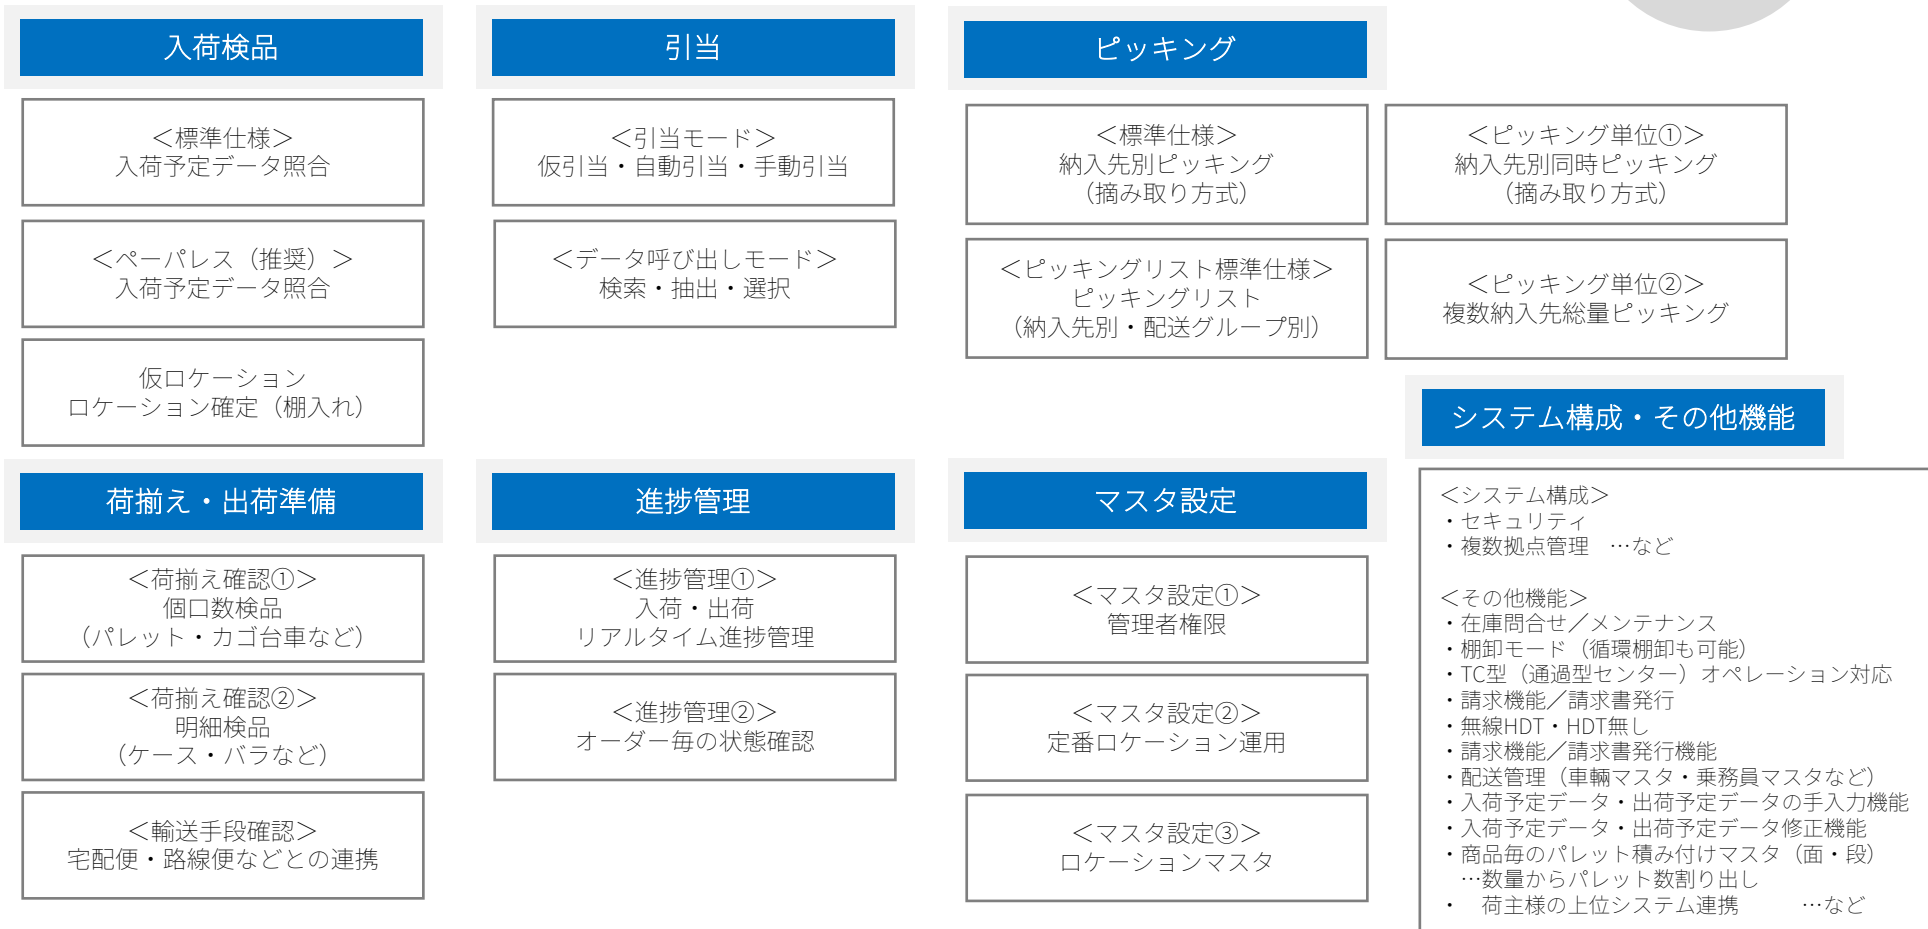 入荷検品
＜標準仕様＞
入荷予定データ照合
＜ペーパレス（推奨）＞
入荷予定データ照合
仮ロケーション
ロケーション確定（棚入れ）
引当
＜引当モード＞
仮引当・自動引当・手動引当
＜データ呼び出しモード＞
検索・抽出・選択
ピッキング
＜標準仕様＞
納入先別ピッキング
（摘み取り方式）
＜ピッキング単位①＞
納入先別同時ピッキング
（摘み取り方式）
＜ピッキングリスト標準仕様＞
ピッキングリスト
（納入先別・配送グループ別）
＜ピッキング単位②＞
複数納入先総量ピッキング
荷揃え・出荷準備
＜荷揃え確認①＞
個口数検品
（パレット・カゴ台車など）
＜荷揃え確認②＞
明細検品
（ケース・バラなど）
＜輸送手段確認＞
宅配便・路線便などとの連携
進捗管理
＜進捗管理①＞
入荷・出荷
リアルタイム進捗管理
＜進捗管理②＞
オーダー毎の状態確認
マスタ設定
＜マスタ設定①＞
管理者権限
＜マスタ設定②＞
定番ロケーション運用
＜マスタ設定③＞
ロケーションマスタ
システム構成・その他機能
＜システム構成＞
・セキュリティ
・複数拠点管理　…など
＜その他機能＞
・在庫問合せ／メンテナンス
・棚卸モード（循環棚卸も可能）
・TC型（通過型センター）オペレーション対応
・請求機能／請求書発行
・無線HDT・HDT無し
・請求機能／請求書発行機能
・配送管理（車輌マスタ・乗務員マスタなど）
・入荷予定データ・出荷予定データの手入力機能
・入荷予定データ・出荷予定データ修正機能
・商品毎のパレット積み付けマスタ（面・段）
…数量からパレット数割り出し
・　荷主様の上位システム連携　　　…など